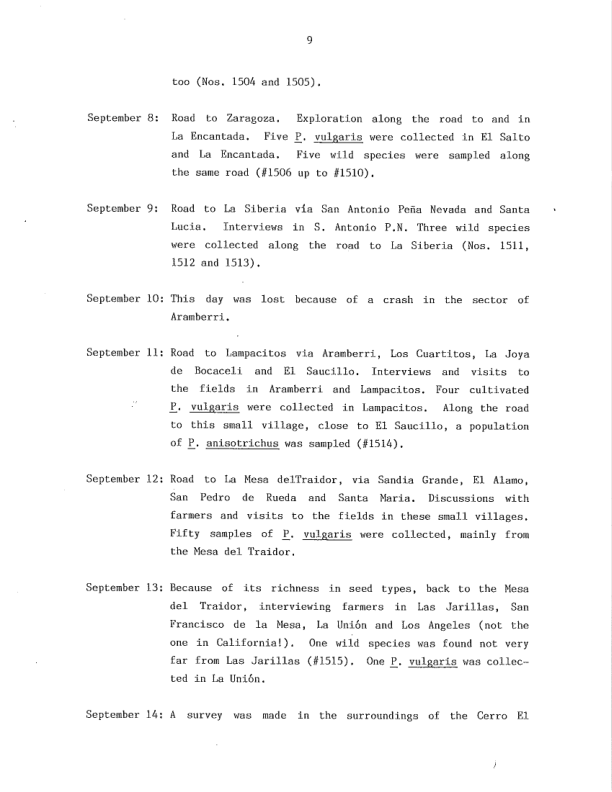 9
too (Nos. 1504 and 1505).
September 8: Road to Zaragoza. Exploration along the road to and in
La Encantada. Five P. vulgaris were collected in El Salto
and La Encantada. Five wild species were sampled along
the same road (#1506 up to #1510).
September 9: Road to La Siberia vía San Antonio Peña Nevada and Santa
Lucia. Interviews in S. Antonio P.N. Three wild species
were collected along the road to La Siberia (Nos. 1511,
1512 and 1513).
September 10: This day was lost because of a crash in the sector of
Aramberri.
September 11: Road to Lampacitos via Aramberri, Los Cuartitos, La Joya
de Bocaceli and El Saucillo. Interviews and visits to
the fields in Aramberri and Lampacitos. Four cultivated
P. vulgaris were collected in Lampacitos. Along the road
to this small village, close to El Saucillo, a population
of P. anisotrichus was sampled (#1514).
September 12: Road to La Mesa delTraidor, via Sandia Grande, El Alamo,
San Pedro de Rueda and Santa Maria. Discussions with
farmers and visits to the fields in these small villages.
Fifty samples of P. vulgaris were collected, mainly from
the Mesa del Traidor.
September 13: Because of its richness in seed types, back to the Mesa
del Traidor, interviewing farmers in Las Jarillas, San
Francisco de la Mesa, La Unión and Los Angeles (not the
one in California!). One wild species was found not very
far from Las Jarillas (#1515). One P. vulgaris was collec-
ted in La Unión.
September 14: A survey was made in the surroundings of the Cerro El